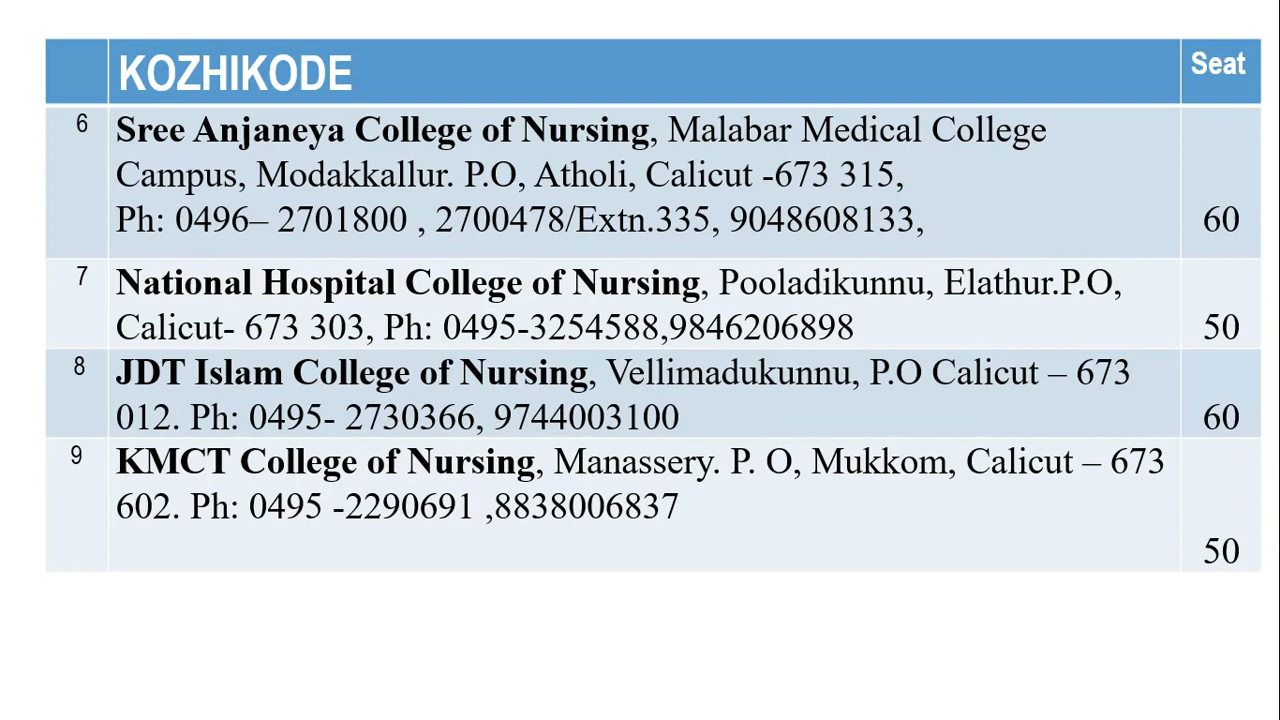 KOZHIKODE Seat
6 Sree Anjaneya College of Nursing, Malabar Medical College
Campus, Modakkallur. P.O, Atholi, Calicut -673 315,
Ph: 0496– 2701800 , 2700478/Extn.335, 9048608133, 60
7 National Hospital College of Nursing, Pooladikunnu, Elathur.P.O,
Calicut- 673 303, Ph: 0495-3254588,9846206898 50
8 JDT Islam College of Nursing, Vellimadukunnu, P.O Calicut – 673
012. Ph: 0495- 2730366, 9744003100 60
9 KMCT College of Nursing, Manassery. P. O, Mukkom, Calicut – 673
602. Ph: 0495 -2290691 ,8838006837
50